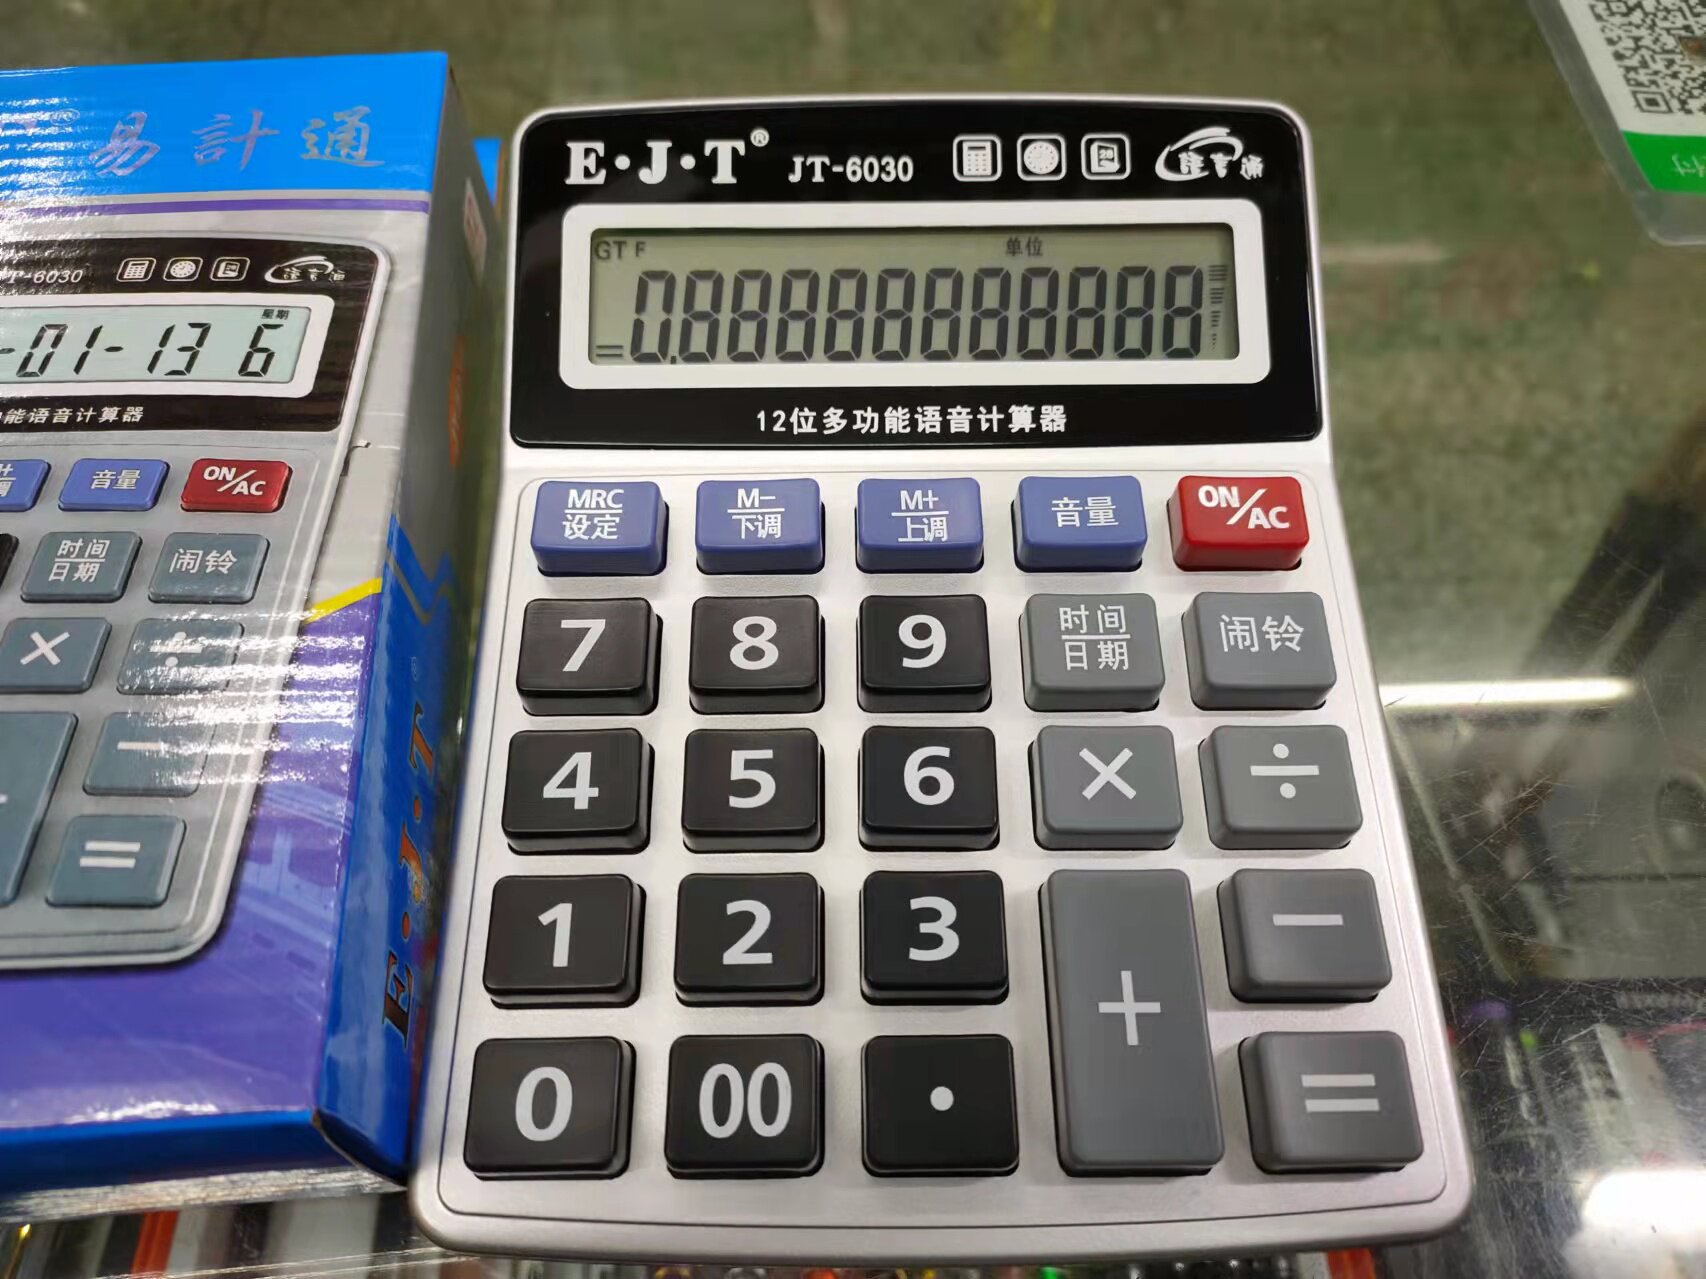 易計通
T-6030
星期
-01-13 6
能语音计算器
音量
ON/AC
时间
日期
闹铃
×
÷
−
=
E·J·T
E·J·T® JT-6030
GT F 单位
=0.88888888888
12位多功能语音计算器
MRC
设定
M-
下调
M+
上调
音量
ON/AC
7 8 9
时间
日期
闹铃
4 5 6 × ÷
1 2 3 + −
0 00 · =